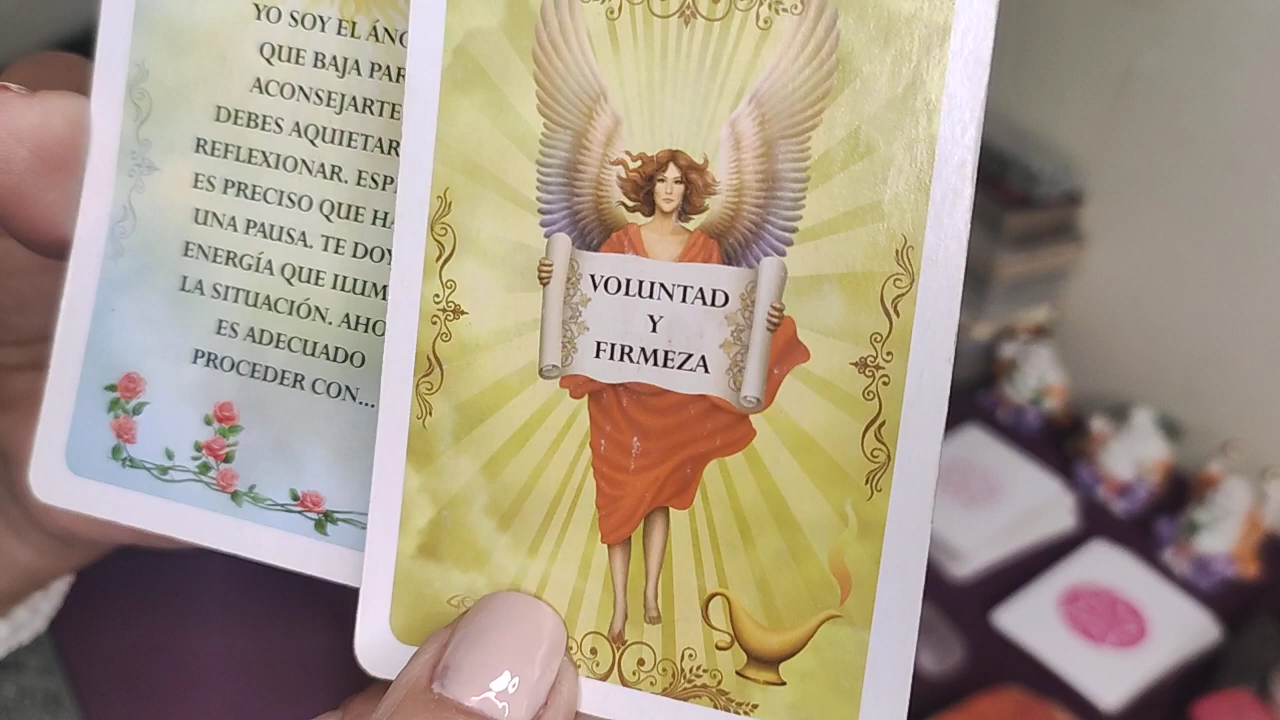 YO SOY EL
QUE BAJA
ACONSEJARTE
DEBES AQUIETAR
REFLEXIONAR.
ES PRECISO QUE
UNA PAUSA. TE DOY
ENERGÍA QUE
LA SITUACIÓN.
ES ADECUADO
PROCEDER CON...
VOLUNTAD
Y
FIRMEZA